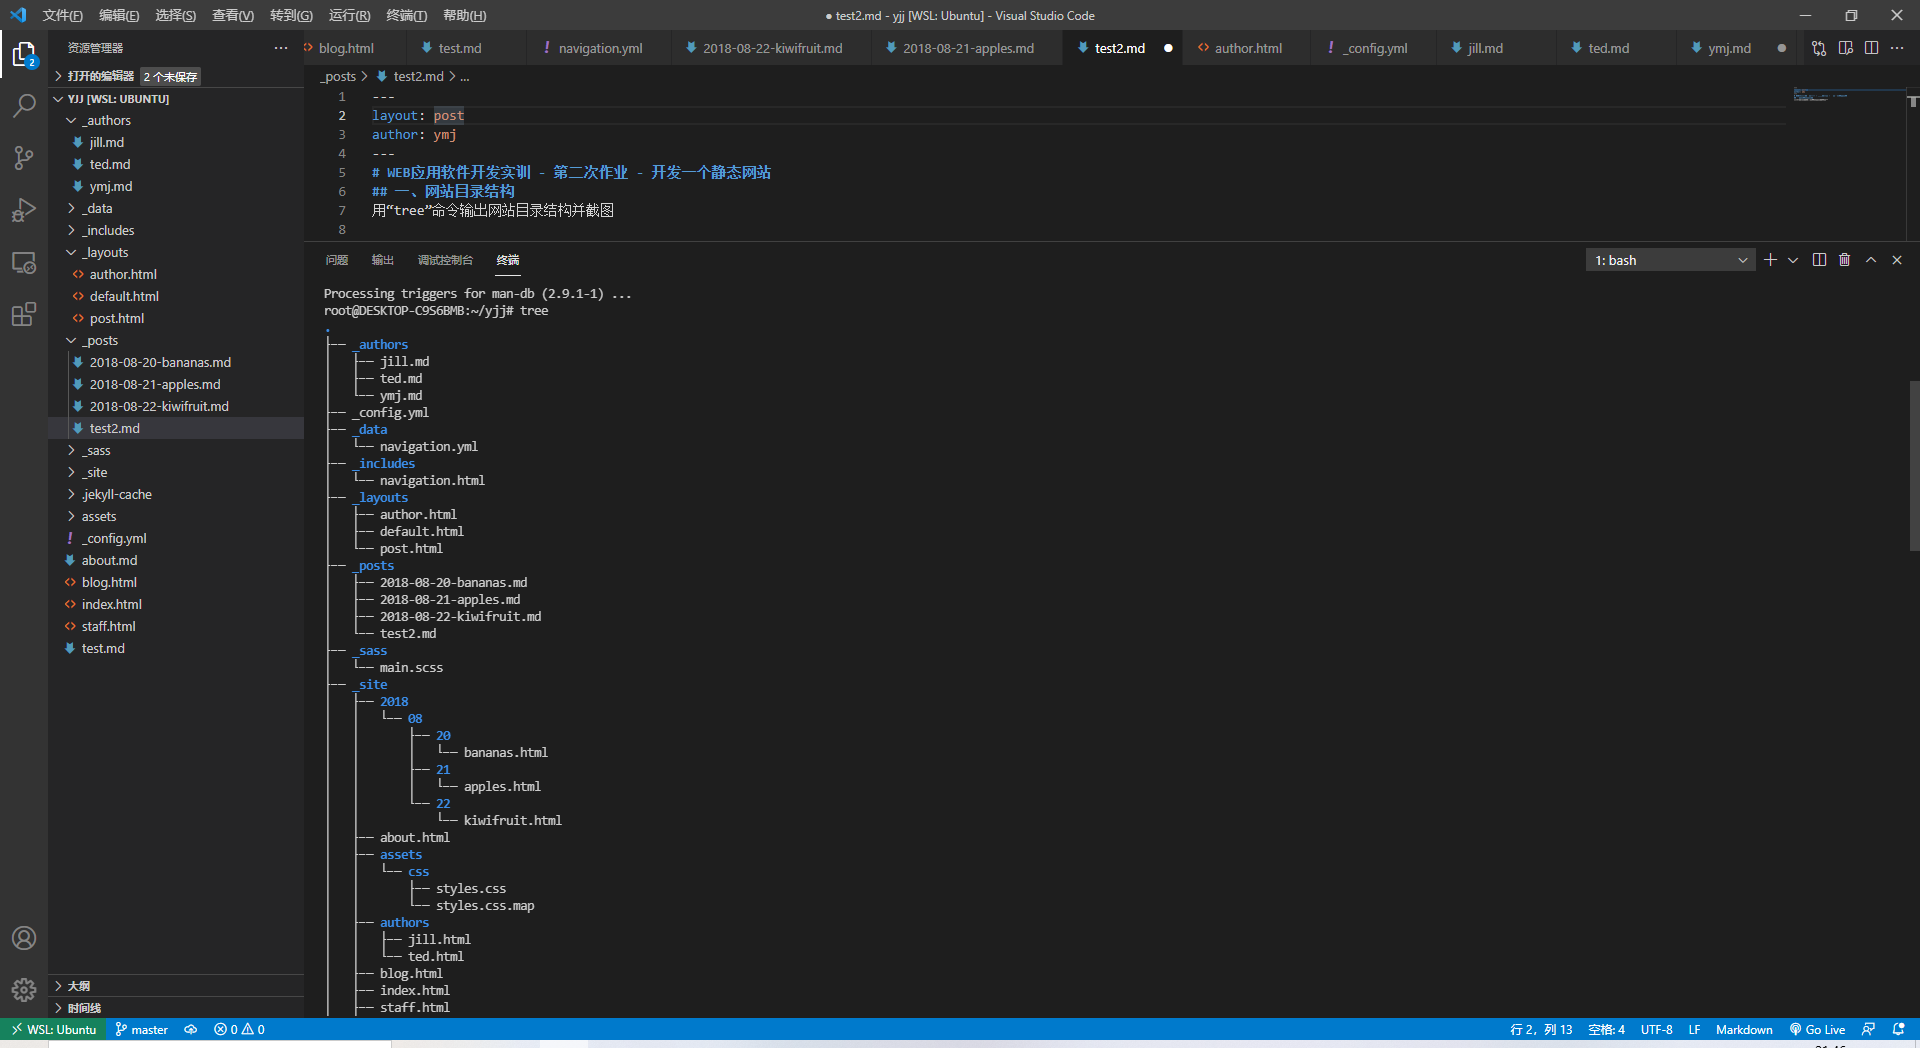 文件(F) 编辑(E) 选择(S) 查看(V) 转到(G) 运行(R) 终端(T) 帮助(H)
● test2.md - yjj [WSL: Ubuntu] - Visual Studio Code
资源管理器
2
打开的编辑器 2 个未保存
YJJ [WSL: UBUNTU]
_authors
jill.md
ted.md
ymj.md
_data
_includes
_layouts
author.html
default.html
post.html
_posts
2018-08-20-bananas.md
2018-08-21-apples.md
2018-08-22-kiwifruit.md
test2.md
_sass
_site
.jekyll-cache
assets
_config.yml
about.md
blog.html
index.html
staff.html
test.md
大纲
时间线
blog.html test.md navigation.yml 2018-08-22-kiwifruit.md 2018-08-21-apples.md test2.md author.html _config.yml jill.md ted.md ymj.md
_posts > test2.md > ...
1 ---
2 layout: post
3 author: ymj
4 ---
5 # WEB应用软件开发实训 - 第二次作业 - 开发一个静态网站
6 ## 一、网站目录结构
7 用“tree”命令输出网站目录结构并截图
8
问题 输出 调试控制台 终端
1: bash
Processing triggers for man-db (2.9.1-1) ...
root@DESKTOP-C9S6BMB:~/yjj# tree
.
├── _authors
│   ├── jill.md
│   ├── ted.md
│   └── ymj.md
├── _config.yml
├── _data
│   └── navigation.yml
├── _includes
│   └── navigation.html
├── _layouts
│   ├── author.html
│   ├── default.html
│   └── post.html
├── _posts
│   ├── 2018-08-20-bananas.md
│   ├── 2018-08-21-apples.md
│   ├── 2018-08-22-kiwifruit.md
│   └── test2.md
├── _sass
│   └── main.scss
├── _site
│   ├── 2018
│   │   └── 08
│   │       ├── 20
│   │       │   └── bananas.html
│   │       ├── 21
│   │       │   └── apples.html
│   │       └── 22
│   │           └── kiwifruit.html
│   ├── about.html
│   ├── assets
│   │   └── css
│   │       ├── styles.css
│   │       └── styles.css.map
│   ├── authors
│   │   ├── jill.html
│   │   └── ted.html
│   ├── blog.html
│   ├── index.html
│   ├── staff.html
WSL: Ubuntu master 0 0
行 2，列 13 空格: 4 UTF-8 LF Markdown Go Live